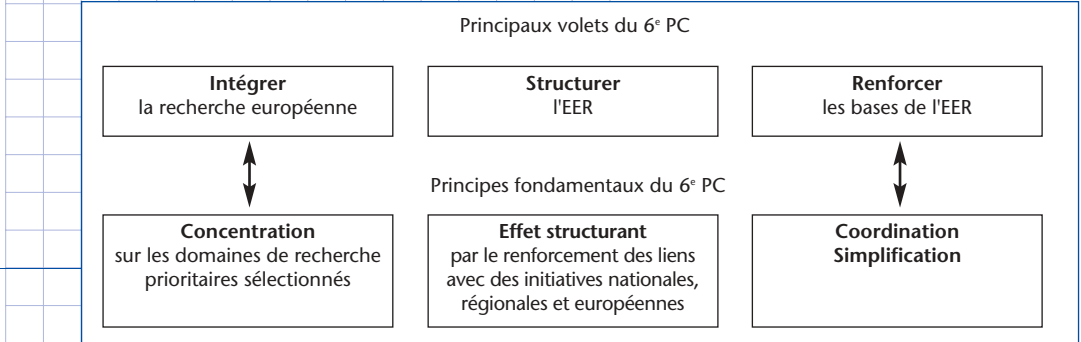 Principaux volets du 6e PC
Intégrer
la recherche européenne
Structurer
l'EER
Renforcer
les bases de l'EER
Principes fondamentaux du 6e PC
Concentration
sur les domaines de recherche
prioritaires sélectionnés
Effet structurant
par le renforcement des liens
avec des initiatives nationales,
régionales et européennes
Coordination
Simplification